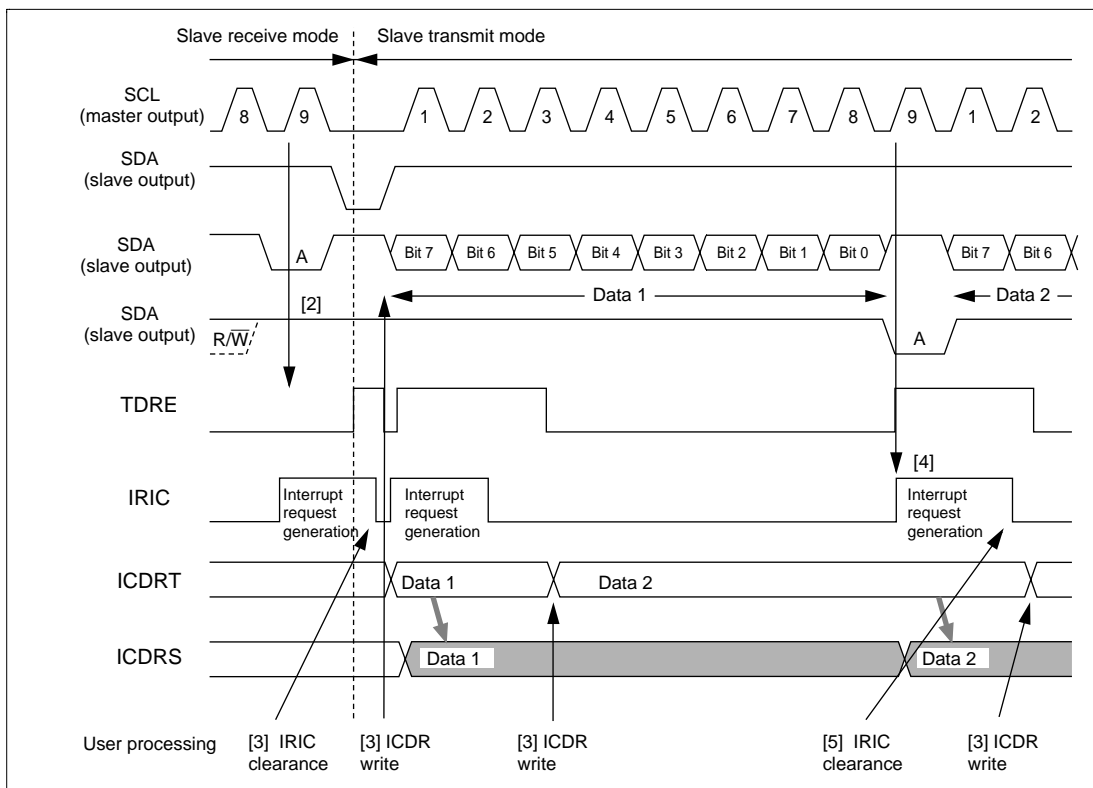 Slave receive mode Slave transmit mode
SCL
(master output)
8 9 1 2 3 4 5 6 7 8 9 1 2
SDA
(slave output)
SDA
(slave output)
A Bit 7 Bit 6 Bit 5 Bit 4 Bit 3 Bit 2 Bit 1 Bit 0 Bit 7 Bit 6
[2] Data 1 Data 2
SDA
(slave output)
R/W̅ A
TDRE
[4]
IRIC
Interrupt
request
generation
Interrupt
request
generation
Interrupt
request
generation
ICDRT
Data 1 Data 2
ICDRS
Data 1 Data 2
User processing
[3] IRIC
clearance
[3] ICDR
write
[3] ICDR
write
[5] IRIC
clearance
[3] ICDR
write